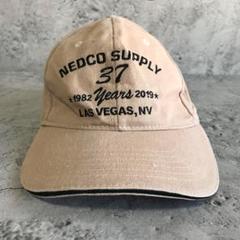 NEDCO SUPPLY
37
★1982 Years 2019★
LAS VEGAS, NV